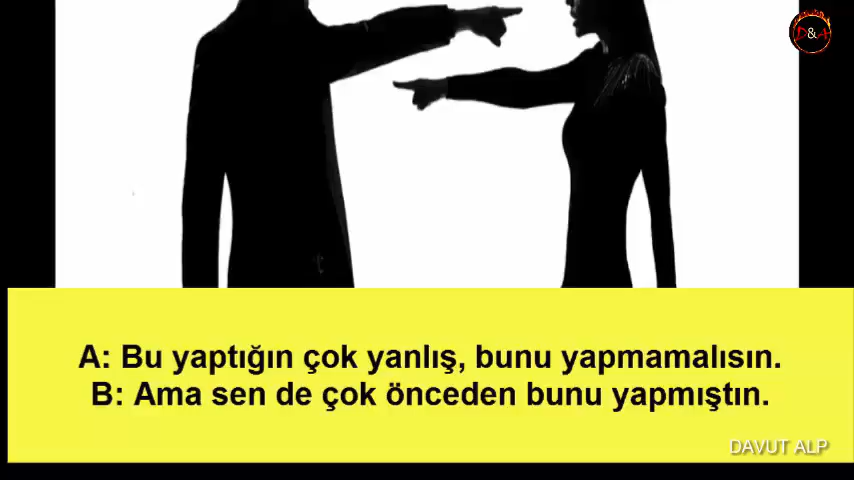 D&A
A: Bu yaptığın çok yanlış, bunu yapmamalısın.
B: Ama sen de çok önceden bunu yapmıştın.
DAVUT ALP